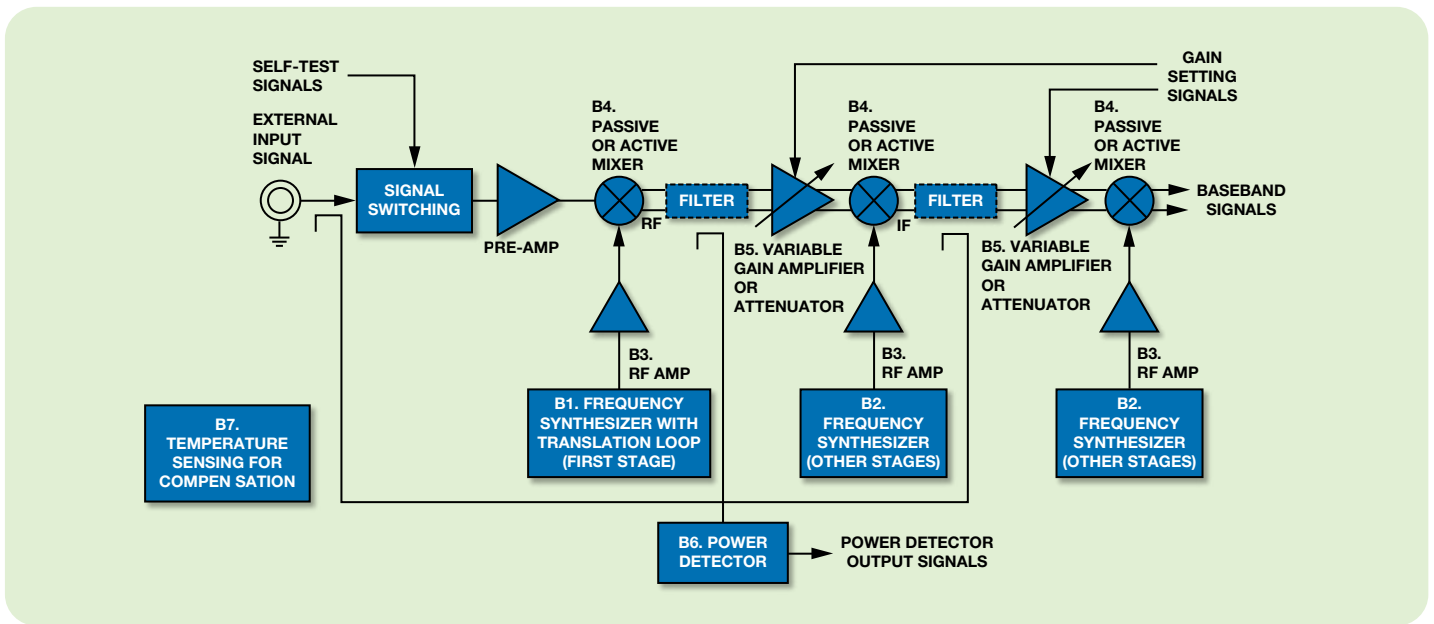 SELF-TEST
SIGNALS
EXTERNAL
INPUT
SIGNAL
SIGNAL
SWITCHING
PRE-AMP
B4.
PASSIVE
OR ACTIVE
MIXER
RF
FILTER
B5. VARIABLE
GAIN AMPLIFIER
OR
ATTENUATOR
B4.
PASSIVE
OR ACTIVE
MIXER
IF
FILTER
B5. VARIABLE
GAIN AMPLIFIER
OR
ATTENUATOR
GAIN
SETTING
SIGNALS
B4.
PASSIVE
OR ACTIVE
MIXER
BASEBAND
SIGNALS
B3.
RF AMP
B3.
RF AMP
B3.
RF AMP
B1. FREQUENCY
SYNTHESIZER WITH
TRANSLATION LOOP
(FIRST STAGE)
B2.
FREQUENCY
SYNTHESIZER
(OTHER STAGES)
B2.
FREQUENCY
SYNTHESIZER
(OTHER STAGES)
B7.
TEMPERATURE
SENSING FOR
COMPEN SATION
B6. POWER
DETECTOR
POWER DETECTOR
OUTPUT SIGNALS